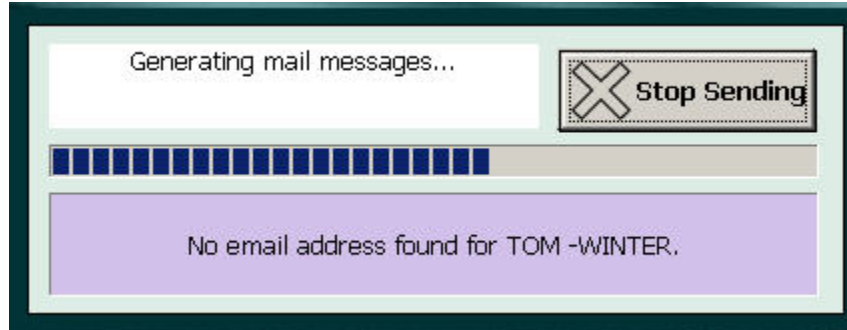 Generating mail messages...
Stop Sending
No email address found for TOM -WINTER.